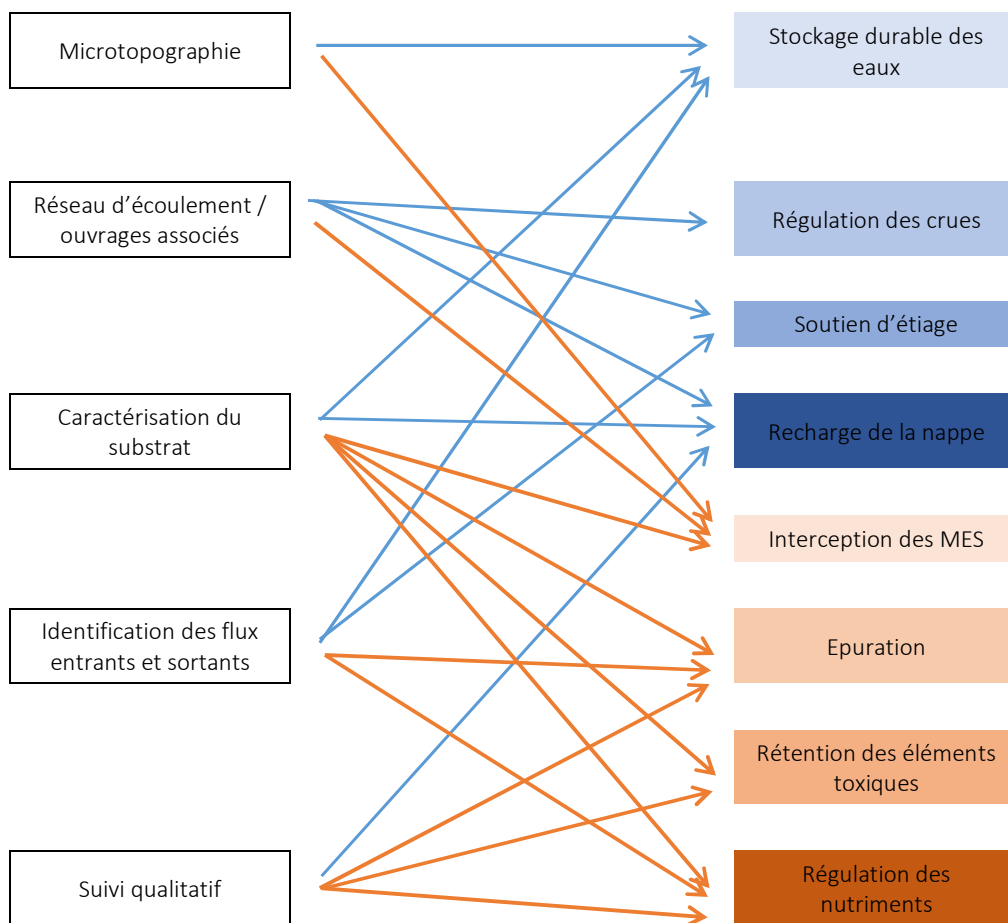 Microtopographie
Stockage durable des
eaux
Réseau d’écoulement /
ouvrages associés
Régulation des crues
Soutien d’étiage
Caractérisation du
substrat
Recharge de la nappe
Interception des MES
Identification des flux
entrants et sortants
Epuration
Rétention des éléments
toxiques
Suivi qualitatif
Régulation des
nutriments